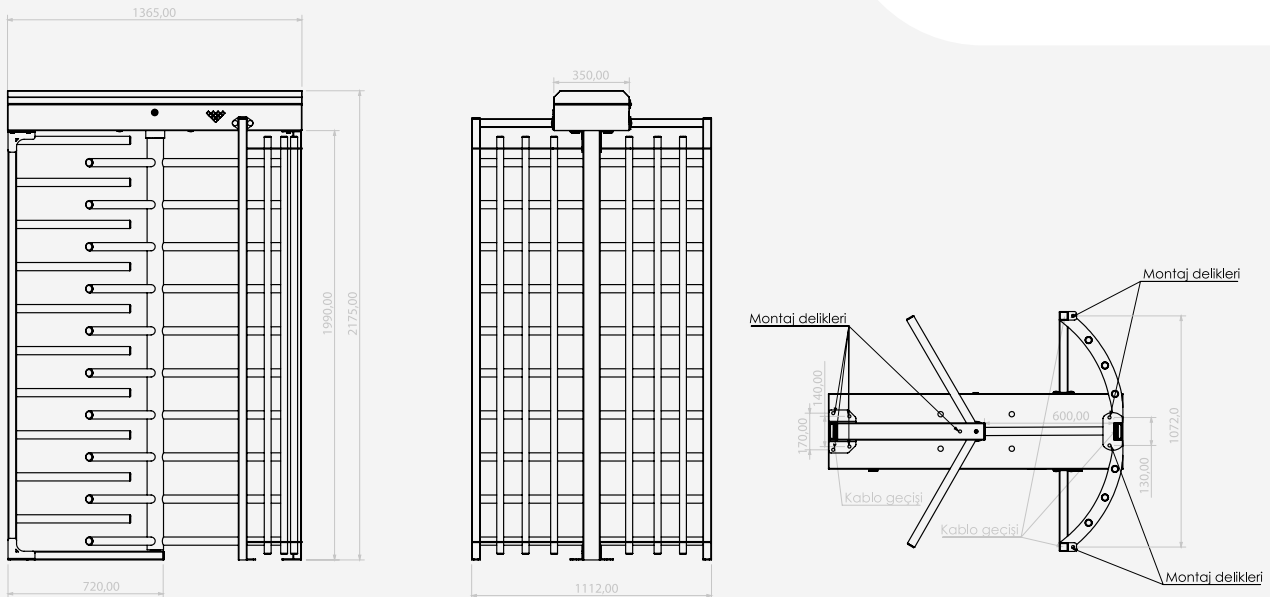 1365,00
350,00
1990,00
2175,00
720,00
1112,00
Montaj delikleri
Montaj delikleri
140,00
170,00
600,00
1072,0
130,00
Kablo geçişi
Kablo geçişi
Montaj delikleri